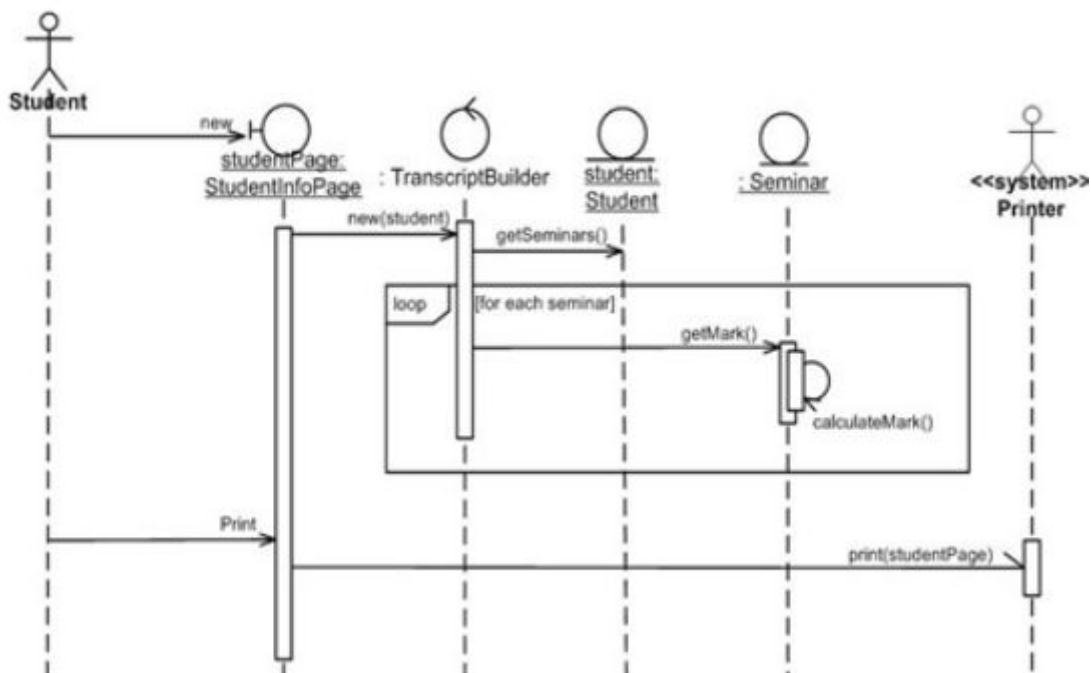 Student
new
studentPage:
StudentInfoPage
: TranscriptBuilder
student:
Student
: Seminar
<<system>>
Printer
new(student)
getSeminars()
loop
[for each seminar]
getMark()
calculateMark()
Print
print(studentPage)